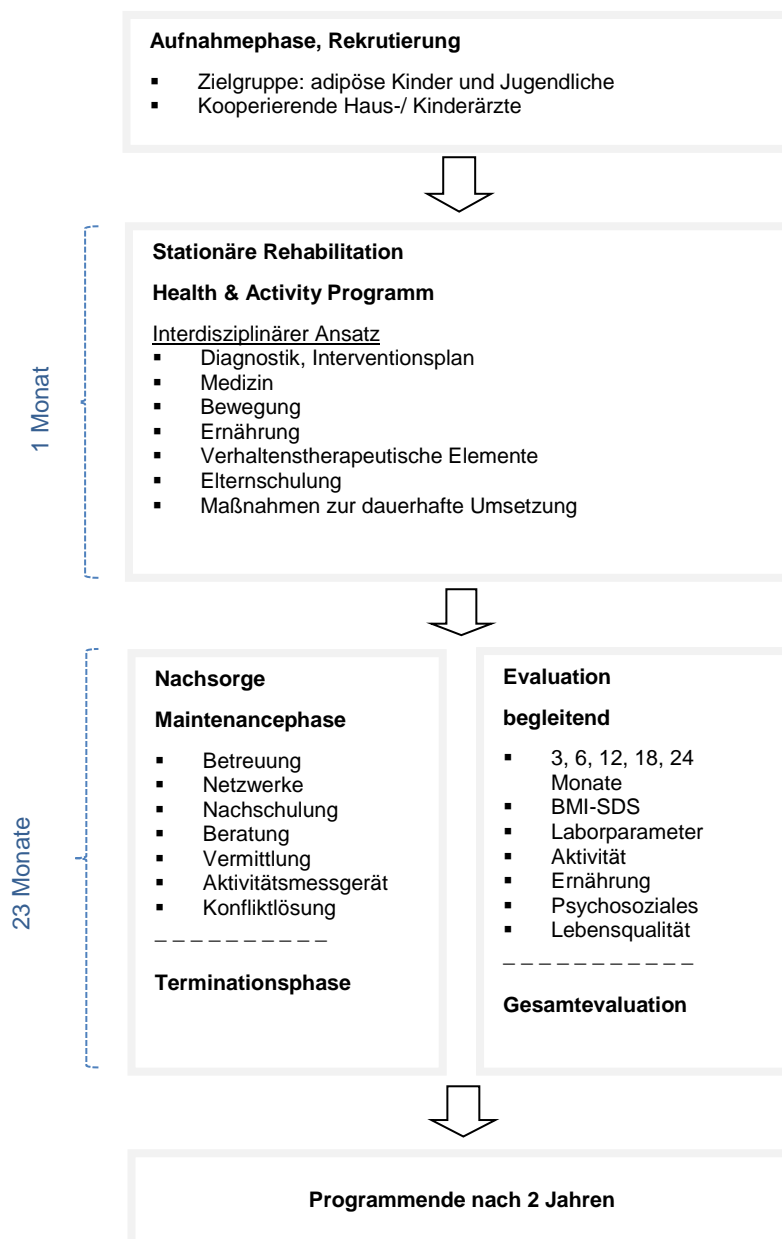 Aufnahmephase, Rekrutierung
▪ Zielgruppe: adipöse Kinder und Jugendliche
▪ Kooperierende Haus-/ Kinderärzte
1 Monat
Stationäre Rehabilitation
Health & Activity Programm
Interdisziplinärer Ansatz
▪ Diagnostik, Interventionsplan
▪ Medizin
▪ Bewegung
▪ Ernährung
▪ Verhaltenstherapeutische Elemente
▪ Elternschulung
▪ Maßnahmen zur dauerhafte Umsetzung
23 Monate
Nachsorge
Maintenancephase
▪ Betreuung
▪ Netzwerke
▪ Nachschulung
▪ Beratung
▪ Vermittlung
▪ Aktivitätsmessgerät
▪ Konfliktlösung
_ _ _ _ _ _ _ _ _ _
Terminationsphase
Evaluation
begleitend
▪ 3, 6, 12, 18, 24
Monate
▪ BMI-SDS
▪ Laborparameter
▪ Aktivität
▪ Ernährung
▪ Psychosoziales
▪ Lebensqualität
_ _ _ _ _ _ _ _ _ _ _
Gesamtevaluation
Programmende nach 2 Jahren